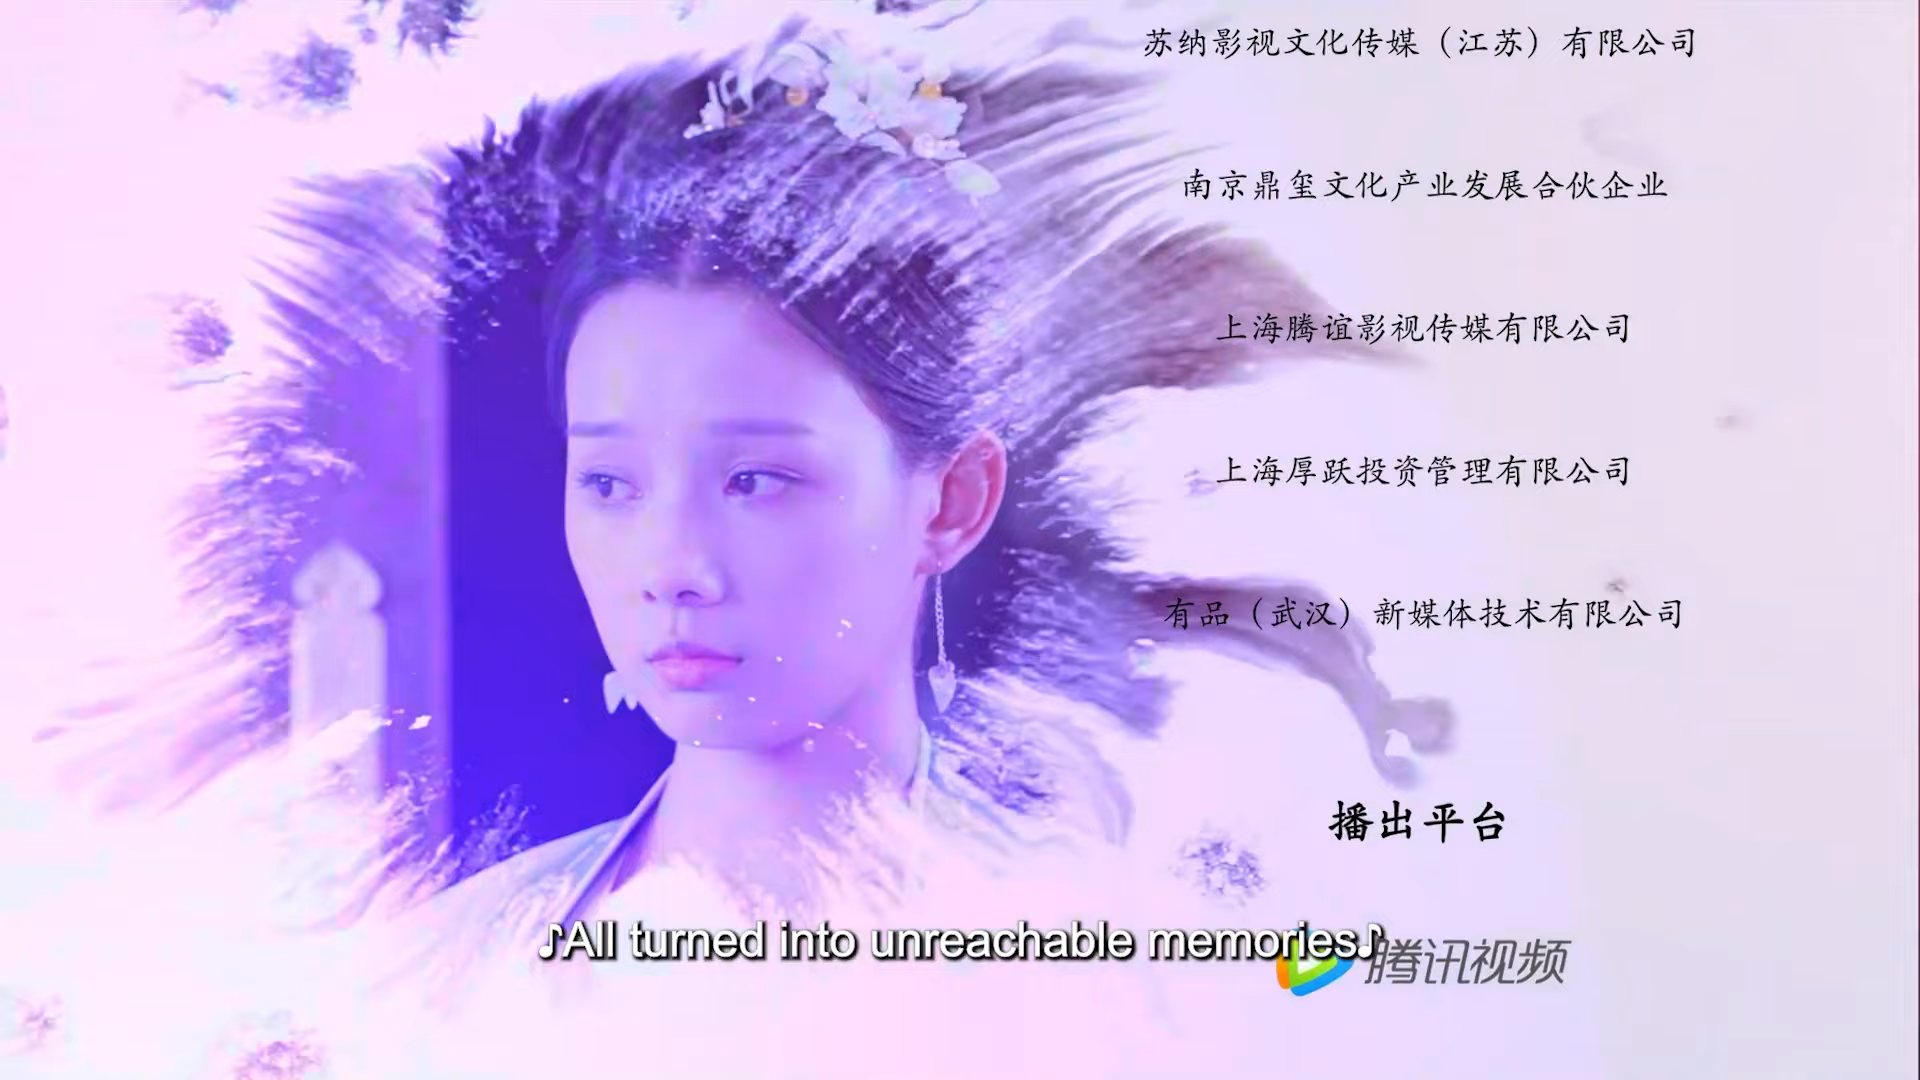 苏纳影视文化传媒（江苏）有限公司
南京鼎玺文化产业发展合伙企业
上海腾谊影视传媒有限公司
上海厚跃投资管理有限公司
有品（武汉）新媒体技术有限公司
播出平台
♪All turned into unreachable memories♪
腾讯视频